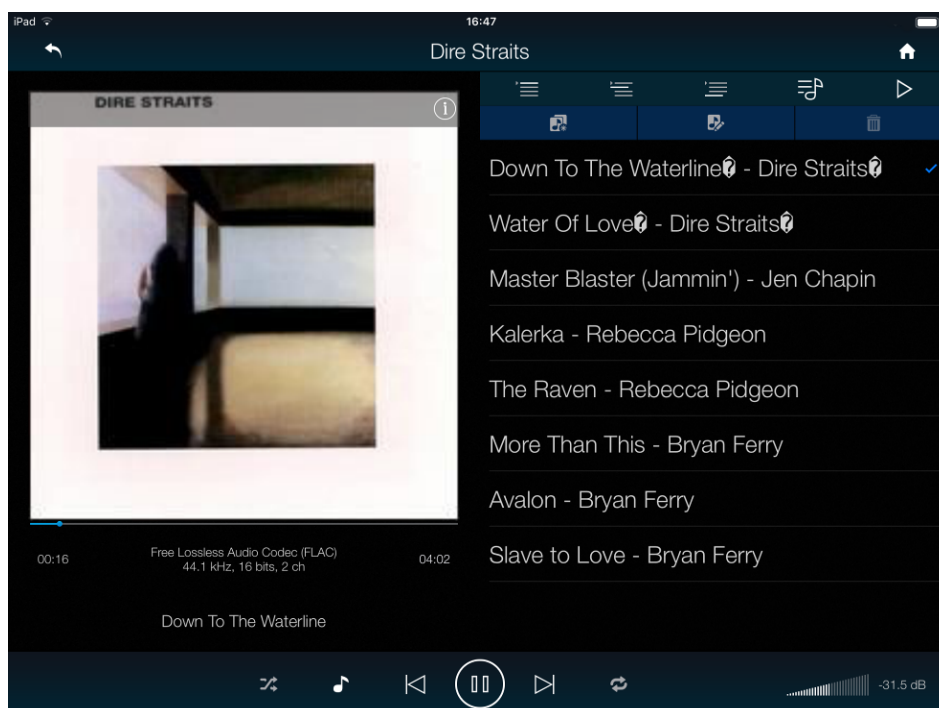 iPad 16:47
Dire Straits
DIRE STRAITS
Down To The Waterline� - Dire Straits�
Water Of Love� - Dire Straits�
Master Blaster (Jammin') - Jen Chapin
Kalerka - Rebecca Pidgeon
The Raven - Rebecca Pidgeon
More Than This - Bryan Ferry
Avalon - Bryan Ferry
Slave to Love - Bryan Ferry
00:16
Free Lossless Audio Codec (FLAC)
44.1 kHz, 16 bits, 2 ch
04:02
Down To The Waterline
-31.5 dB